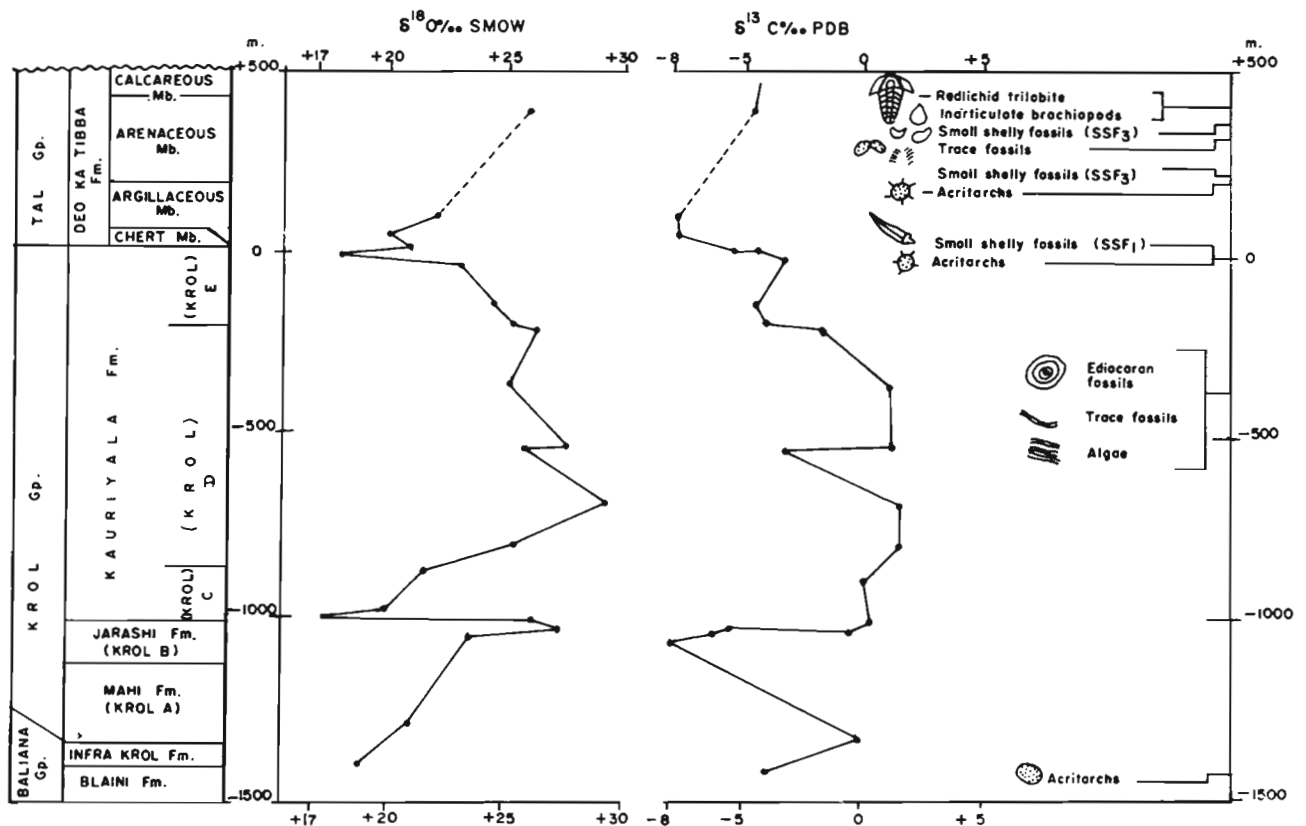 δ18O‰ SMOW
δ13C‰ PDB
m.
+17 +20 +25 +30
-8 -5 0 +5
m.
+500
+500
CALCAREOUS
Mb.
ARENACEOUS
Mb.
ARGILLACEOUS
Mb.
CHERT Mb.
DEO KA TIBBA
Fm.
TAL Gp.
0
0
Redlichid trilobite
Inarticulate brachiopods
Small shelly fossils (SSF3)
Trace fossils
Small shelly fossils (SSF3)
Acritarchs
Small shelly fossils (SSF1)
Acritarchs
(KROL)
E
KAURIYALA Fm.
KROL Gp.
(KROL)
D
-500
-500
Ediacaran
fossils
Trace fossils
Algae
(KROL)
C
-1000
-1000
JARASHI Fm.
(KROL B)
MAHI Fm.
(KROL A)
INFRA KROL Fm.
BLAINI Fm.
BALIANA
Gp.
Acritarchs
-1500
-1500
+17 +20 +25 +30
-8 -5 0 +5